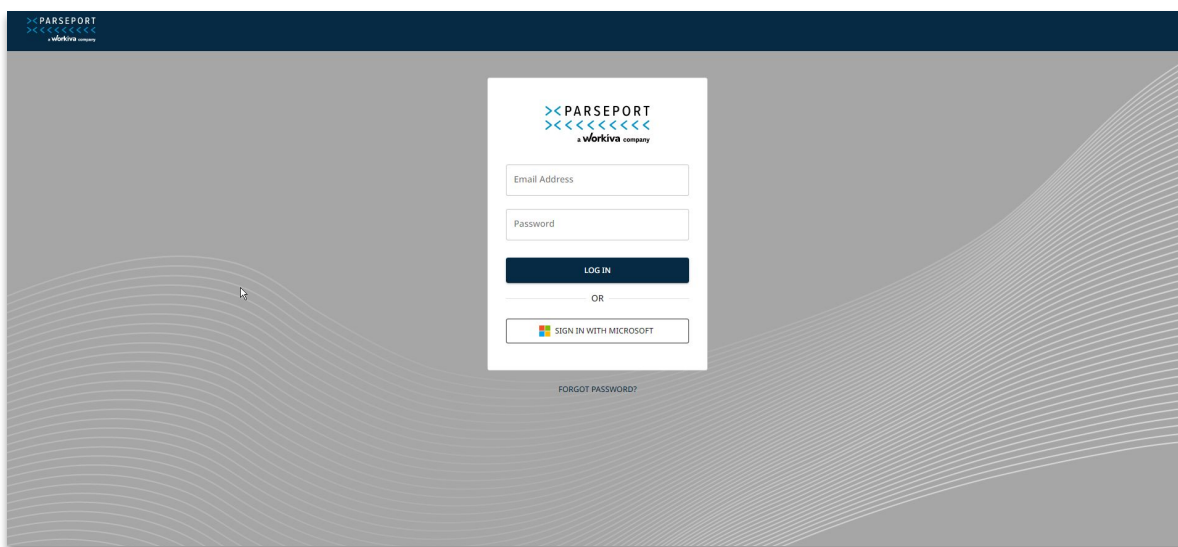 PARSEPORT
a workiva company
PARSEPORT
a workiva company
Email Address
Password
LOG IN
OR
SIGN IN WITH MICROSOFT
FORGOT PASSWORD?